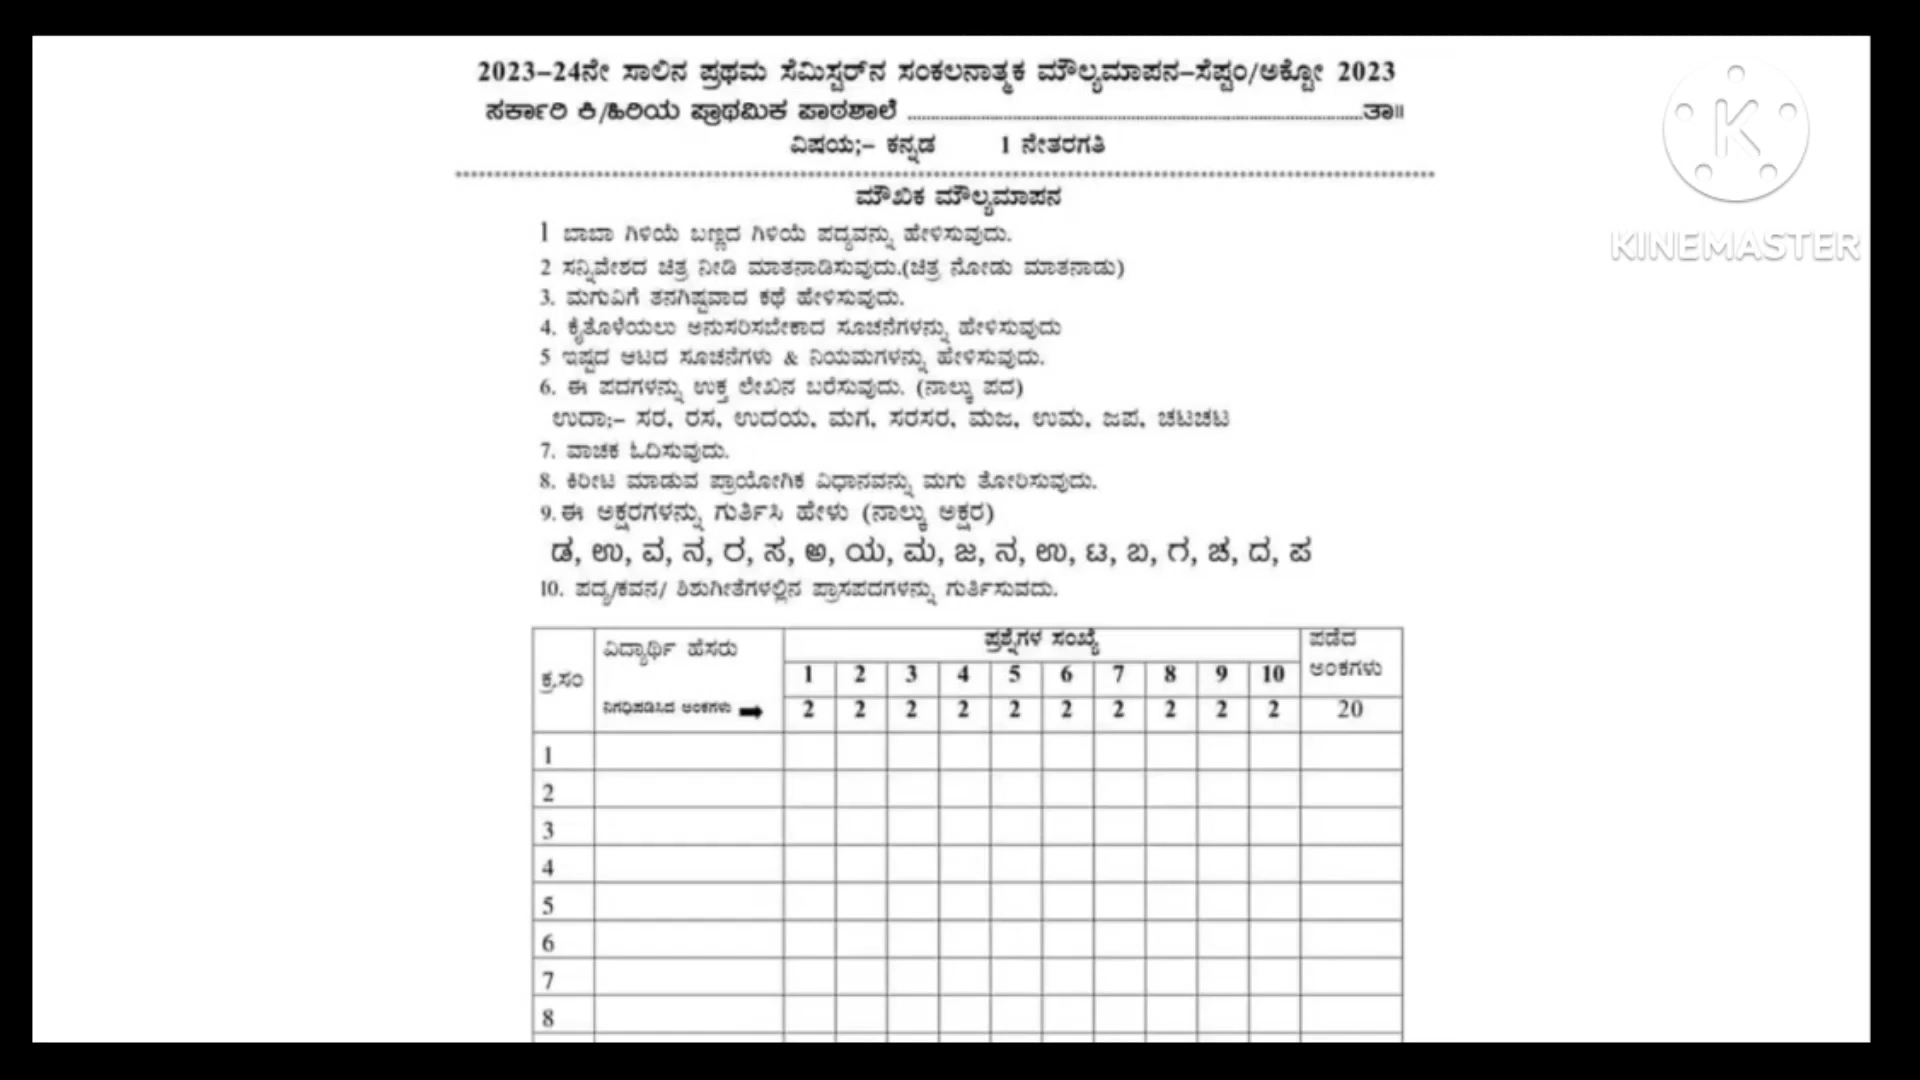 2023-24ನೇ ಸಾಲಿನ ಪ್ರಥಮ ಸೆಮಿಸ್ಟರ್‌ನ ಸಂಕಲನಾತ್ಮಕ ಮೌಲ್ಯಮಾಪನ-ಸೆಪ್ಟಂ/ಅಕ್ಟೋ 2023
ಸರ್ಕಾರಿ ಕಿ/ಹಿರಿಯ ಪ್ರಾಥಮಿಕ ಪಾಠಶಾಲೆ ..........ತಾ॥
ವಿಷಯ;- ಕನ್ನಡ 1 ನೇತರಗತಿ
ಮೌಖಿಕ ಮೌಲ್ಯಮಾಪನ
1 ಬಾಬಾ ಗಿಳಿಯೆ ಬಣ್ಣದ ಗಿಳಿಯೆ ಪದ್ಯವನ್ನು ಹೇಳಿಸುವುದು.
2 ಸನ್ನಿವೇಶದ ಚಿತ್ರ ನೀಡಿ ಮಾತನಾಡಿಸುವುದು.(ಚಿತ್ರ ನೋಡು ಮಾತನಾಡು)
3. ಮಗುವಿಗೆ ತನಗಿಷ್ಟವಾದ ಕಥೆ ಹೇಳಿಸುವುದು.
4. ಕೈತೊಳೆಯಲು ಅನುಸರಿಸಬೇಕಾದ ಸೂಚನೆಗಳನ್ನು ಹೇಳಿಸುವುದು
5 ಇಷ್ಟದ ಆಟದ ಸೂಚನೆಗಳು & ನಿಯಮಗಳನ್ನು ಹೇಳಿಸುವುದು.
6. ಈ ಪದಗಳನ್ನು ಉಕ್ತ ಲೇಖನ ಬರೆಸುವುದು. (ನಾಲ್ಕು ಪದ)
ಉದಾ;- ಸರ, ರಸ, ಉದಯ, ಮಗ, ಸರಸರ, ಮಜ, ಉಮ, ಜಪ, ಚಟಚಟ
7. ವಾಚಕ ಓದಿಸುವುದು.
8. ಕಿರೀಟ ಮಾಡುವ ಪ್ರಾಯೋಗಿಕ ವಿಧಾನವನ್ನು ಮಗು ತೋರಿಸುವುದು.
9. ಈ ಅಕ್ಷರಗಳನ್ನು ಗುರ್ತಿಸಿ ಹೇಳು (ನಾಲ್ಕು ಅಕ್ಷರ)
ಡ, ಉ, ವ, ನ, ರ, ಸ, ಅ, ಯ, ಮ, ಜ, ನ, ಉ, ಟ, ಬ, ಗ, ಚ, ದ, ಪ
10. ಪದ್ಯ/ಕವನ/ ಶಿಶುಗೀತೆಗಳಲ್ಲಿನ ಪ್ರಾಸಪದಗಳನ್ನು ಗುರ್ತಿಸುವದು.
ಕ್ರ.ಸಂ ವಿದ್ಯಾರ್ಥಿ ಹೆಸರು ಪ್ರಶ್ನೆಗಳ ಸಂಖ್ಯೆ ಪಡೆದ ಅಂಕಗಳು
1 2 3 4 5 6 7 8 9 10
ನಿಗಧಿಪಡಿಸಿದ ಅಂಕಗಳು 2 2 2 2 2 2 2 2 2 2 20
1
2
3
4
5
6
7
8
K
KINEMASTER